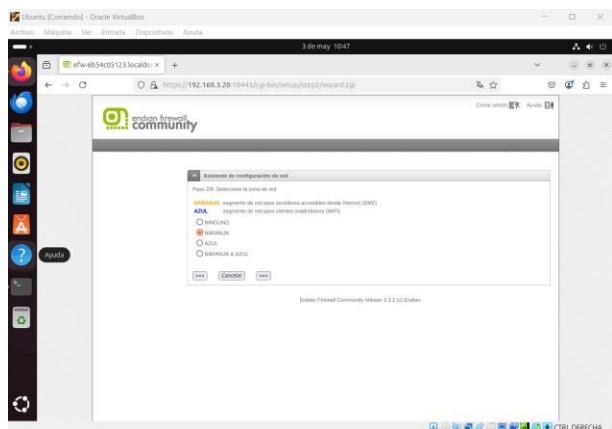 Ubuntu [Corriendo] - Oracle VirtualBox
Archivo Máquina Ver Entrada Dispositivos Ayuda
3 de may 10:47
efw-6b54c05123.localdo
https://192.168.3.20:10443/cgi-bin/setup/step2/wizard.cgi
endian firewall
community
Cerrar sesión Ayuda
Asistente de configuración de red
Paso 2/8: Seleccione la zona de red
NARANJA: segmento de red para servidores accesibles desde Internet (DMZ)
AZUL: segmento de red para clientes inalámbricos (WIFI)
NINGUNO
NARANJA
AZUL
NARANJA & AZUL
<<< Cancelar >>>
Ayuda
Endian Firewall Community release 3.3.2 (c) Endian
CTRL DERECHA